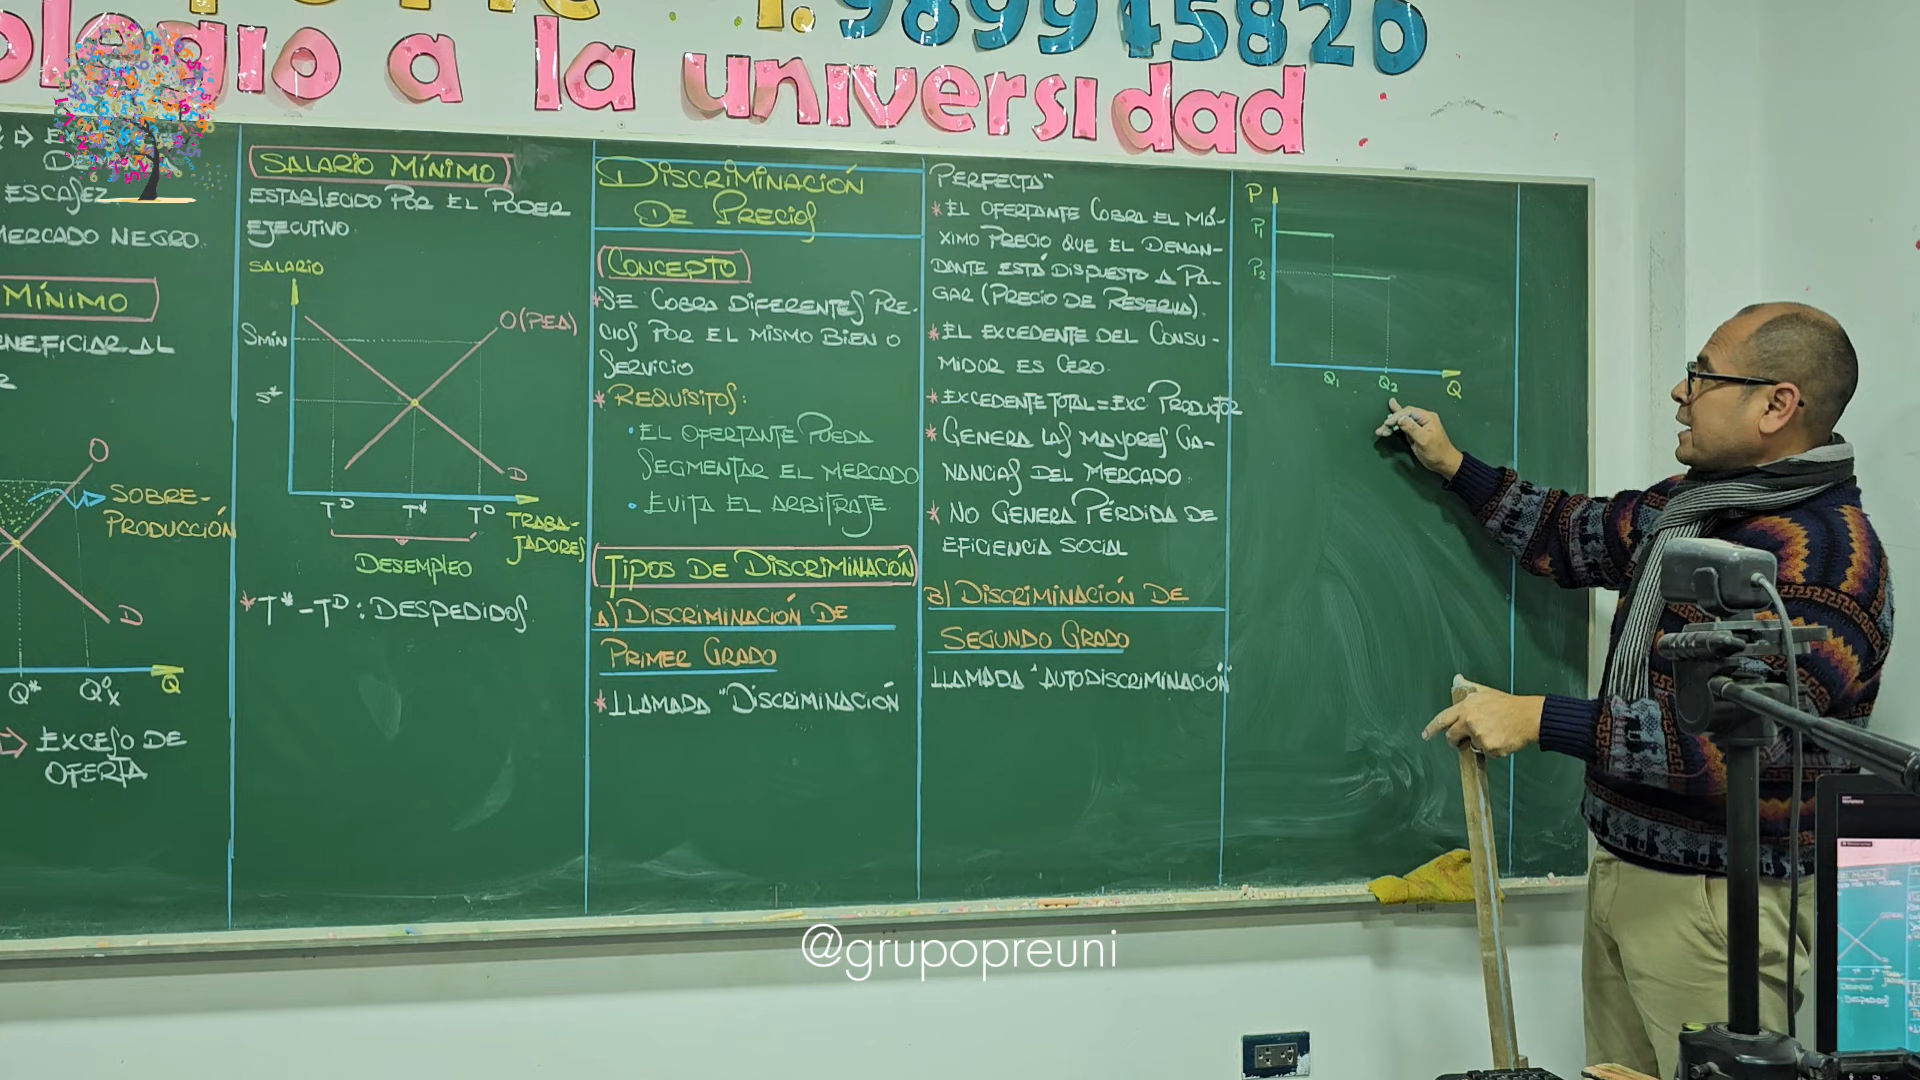 1. 989945820
olegio a la universidad
ESCASEZ
MERCADO NEGRO.
MÍNIMO
ENEFICIAR AL
O
SOBRE-
PRODUCCIÓN
D
Q* Q°x Q
EXCESO DE
OFERTA
SALARIO MÍNIMO
ESTABLECIDO POR EL PODER
EJECUTIVO
SALARIO
O(PEA)
Smín
S*
D
T^D T* T^O TRABA-
JADORES
DESEMPLEO
*T*-T^D: DESPEDIDOS.
DISCRIMINACIÓN
DE PRECIOS
CONCEPTO
*SE COBRA DIFERENTES PRE-
CIOS POR EL MISMO BIEN O
SERVICIO
*REQUISITOS:
•EL OFERTANTE PUEDA
SEGMENTAR EL MERCADO
•EVITA EL ARBITRAJE
TIPOS DE DISCRIMINACIÓN
A) DISCRIMINACIÓN DE
PRIMER GRADO
*LLAMADA "DISCRIMINACIÓN
PERFECTA"
*EL OFERTANTE COBRA EL MÁ-
XIMO PRECIO QUE EL DEMAN-
DANTE ESTÁ DISPUESTO A PA-
GAR (PRECIO DE RESERVA).
*EL EXCEDENTE DEL CONSU-
MIDOR ES CERO.
*EXCEDENTE TOTAL=EXC PRODUCTOR
*GENERA LAS MAYORES GA-
NANCIAS DEL MERCADO.
*NO GENERA PÉRDIDA DE
EFICIENCIA SOCIAL
B) DISCRIMINACIÓN DE
SEGUNDO GRADO
LLAMADA "AUTODISCRIMINACIÓN"
P
P1
P2
Q1 Q2 Q
@grupopreuni